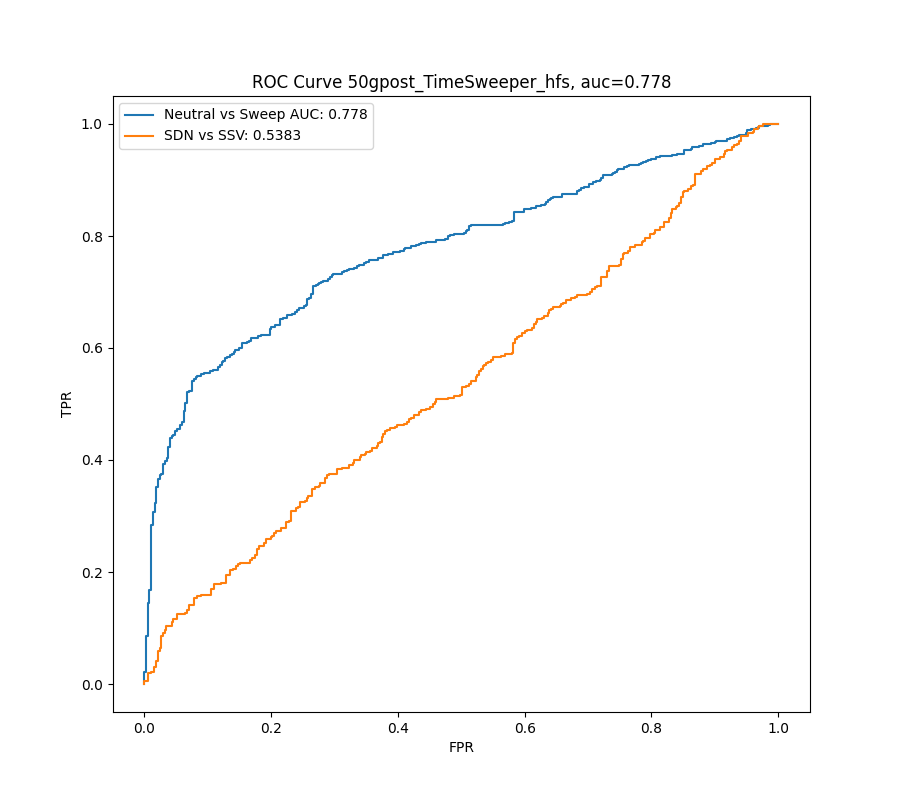 ROC Curve 50gpost_TimeSweeper_hfs, auc=0.778
Neutral vs Sweep AUC: 0.778
SDN vs SSV: 0.5383
1.0
0.8
0.6
0.4
0.2
0.0
TPR
0.0 0.2 0.4 0.6 0.8 1.0
FPR